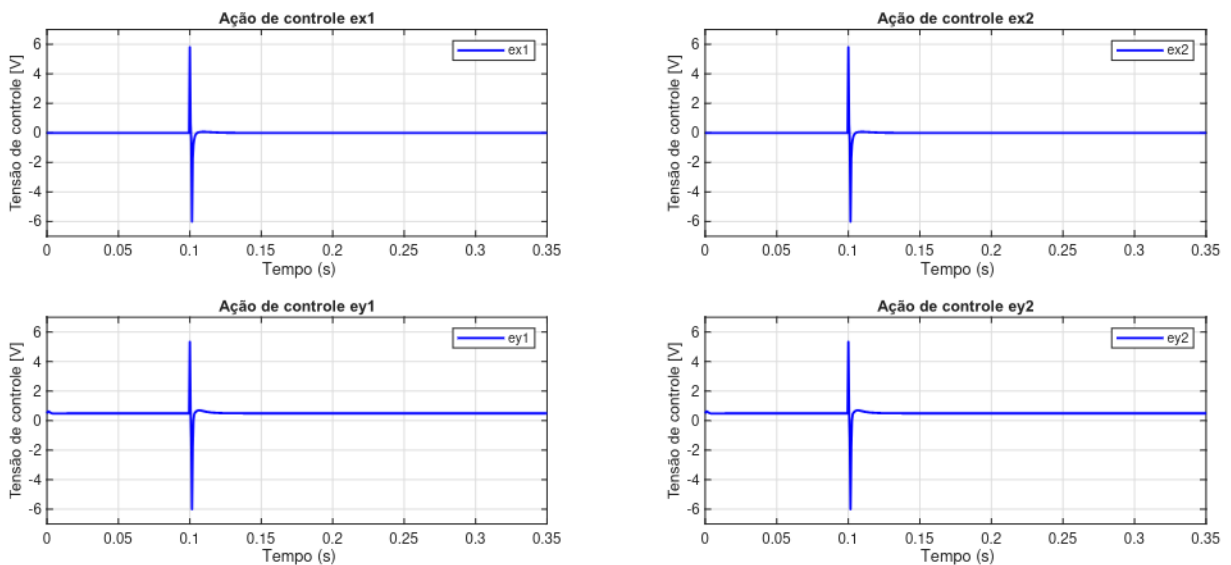 Ação de controle ex1
Tensão de controle [V]
6
4
2
0
-2
-4
-6
ex1
0 0.05 0.1 0.15 0.2 0.25 0.3 0.35
Tempo (s)
Ação de controle ex2
Tensão de controle [V]
6
4
2
0
-2
-4
-6
ex2
0 0.05 0.1 0.15 0.2 0.25 0.3 0.35
Tempo (s)
Ação de controle ey1
Tensão de controle [V]
6
4
2
0
-2
-4
-6
ey1
0 0.05 0.1 0.15 0.2 0.25 0.3 0.35
Tempo (s)
Ação de controle ey2
Tensão de controle [V]
6
4
2
0
-2
-4
-6
ey2
0 0.05 0.1 0.15 0.2 0.25 0.3 0.35
Tempo (s)